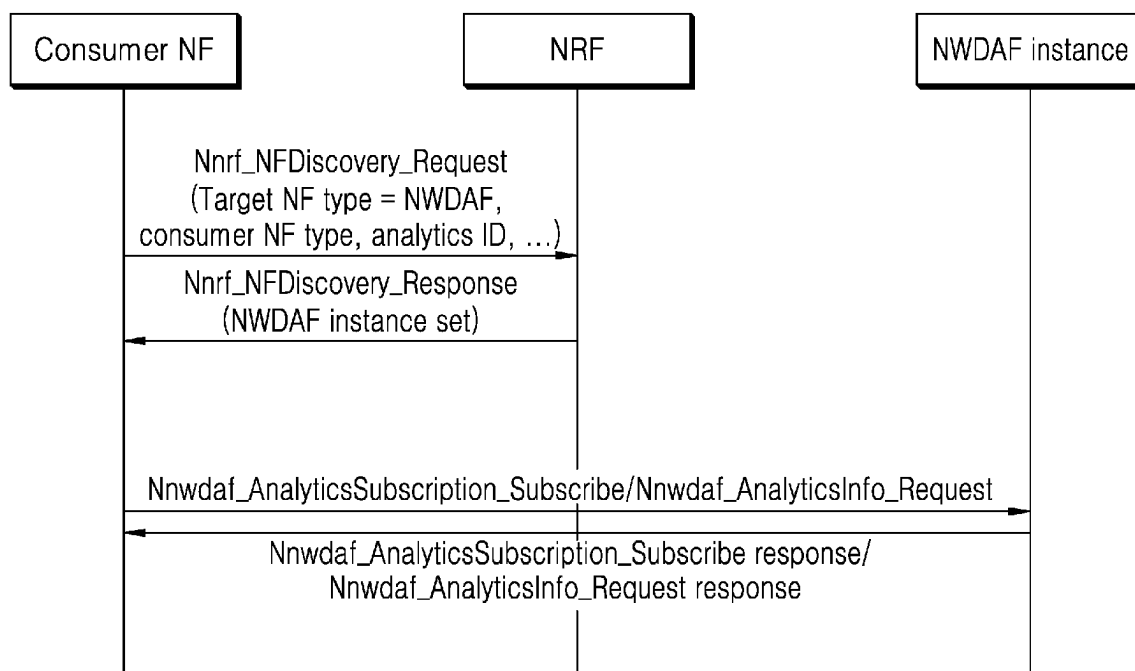 Consumer NF
NRF
NWDAF instance
Nnrf_NFDiscovery_Request
(Target NF type = NWDAF,
consumer NF type, analytics ID, ...)
Nnrf_NFDiscovery_Response
(NWDAF instance set)
Nnwdaf_AnalyticsSubscription_Subscribe/Nnwdaf_AnalyticsInfo_Request
Nnwdaf_AnalyticsSubscription_Subscribe response/
Nnwdaf_AnalyticsInfo_Request response